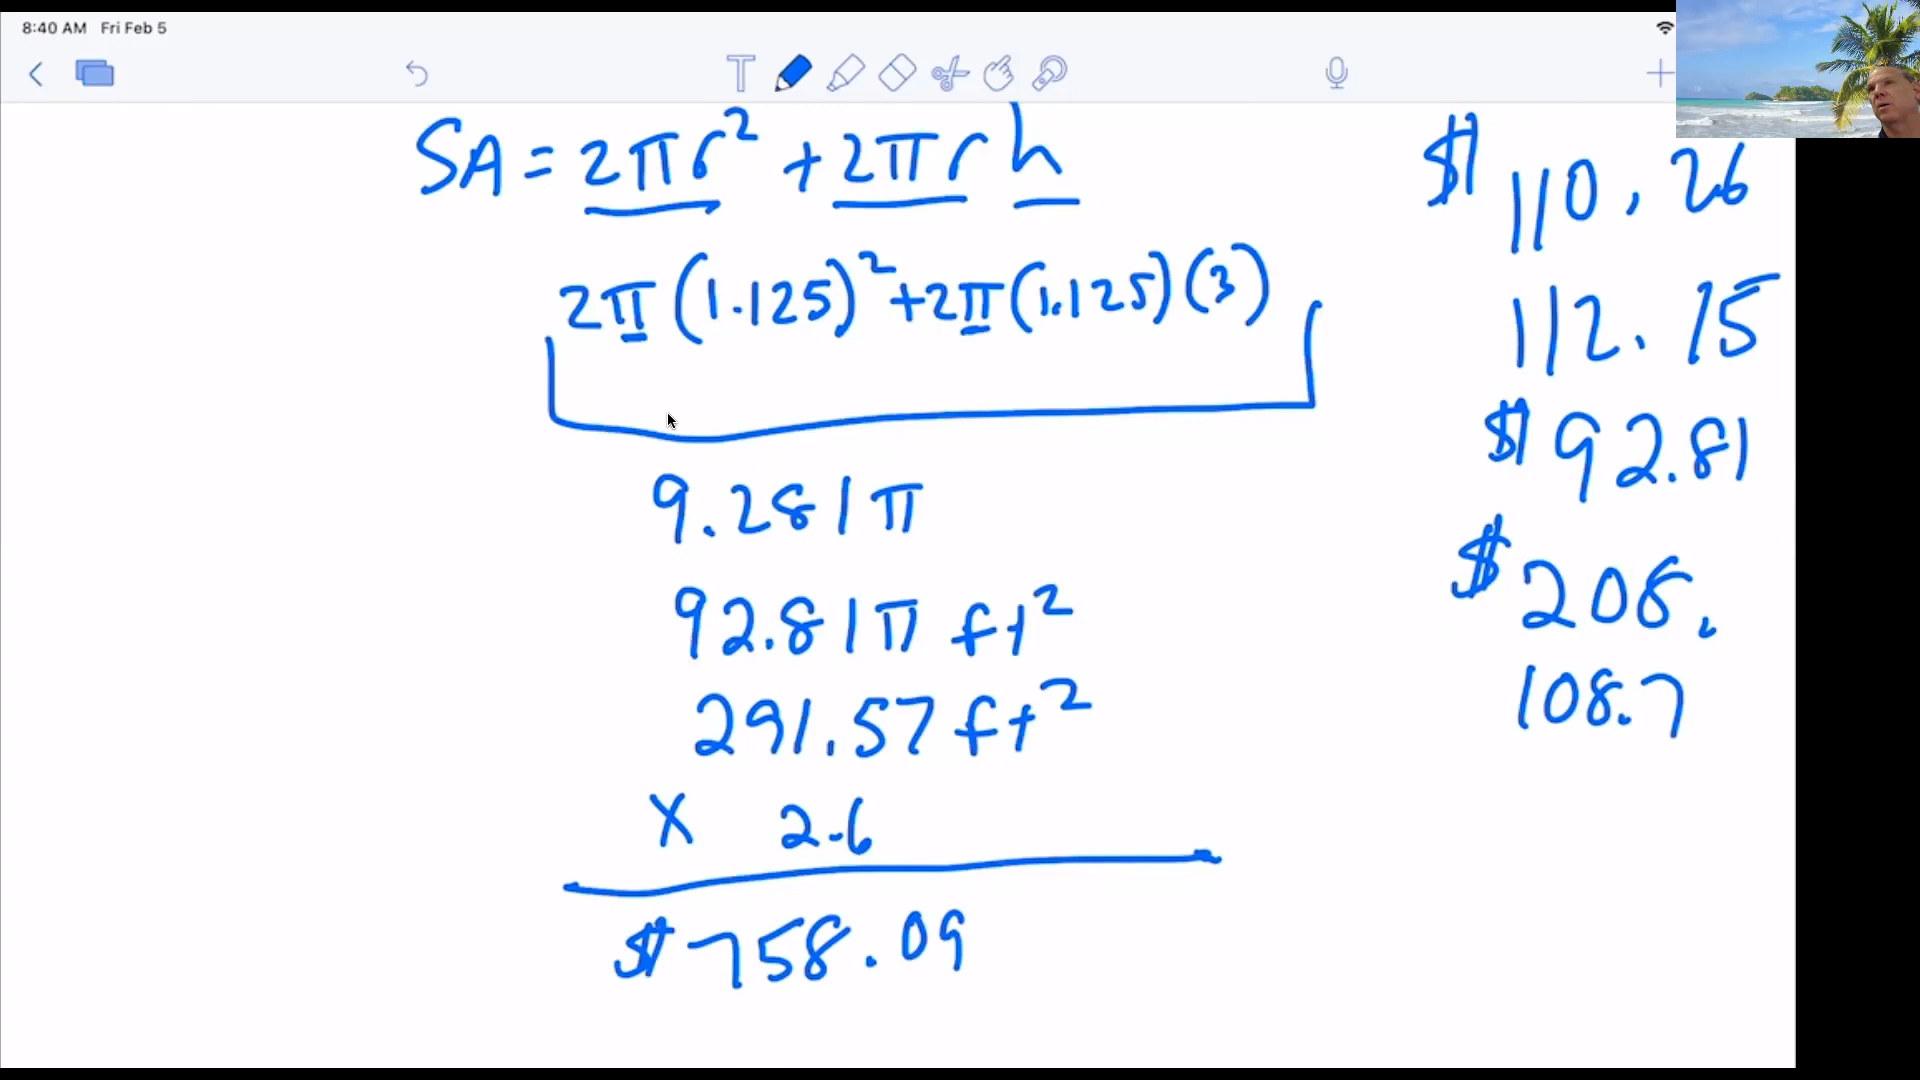 8:40 AM Fri Feb 5
SA = 2πr² + 2πrh
2π(1.125)² + 2π(1.125)(3)
9.281π
92.81π ft²
291.57 ft²
X 2.6
$758.09
$110.26
112.15
$92.81
$208.
108.7